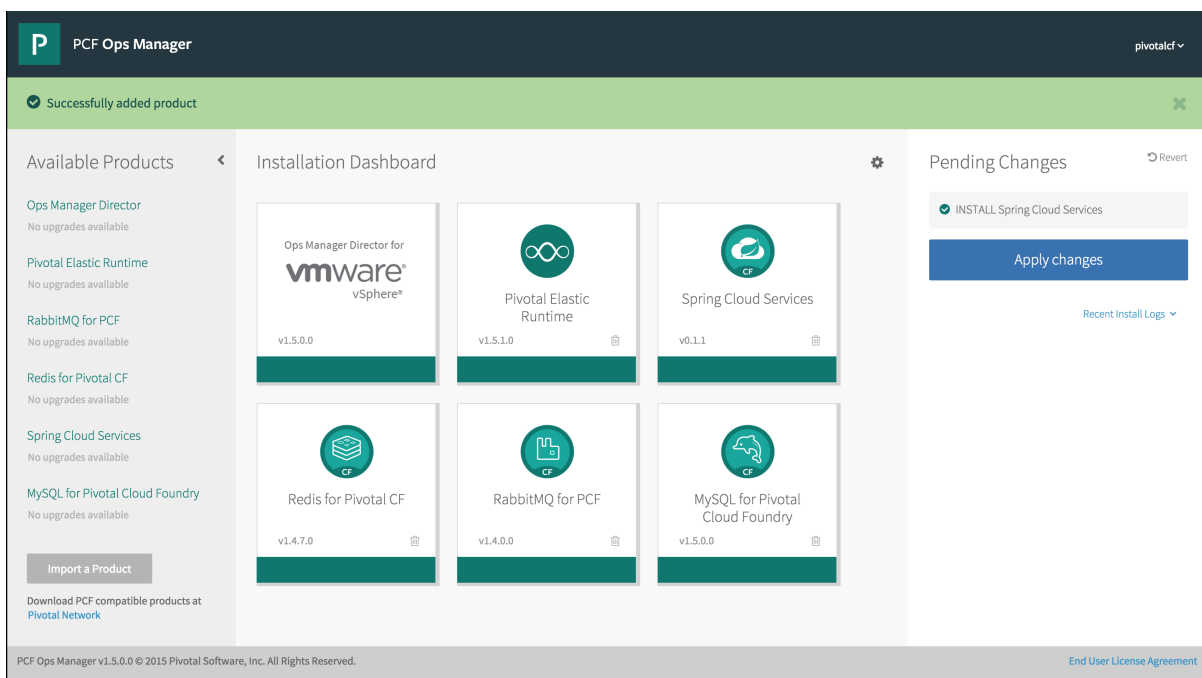 P
PCF Ops Manager
pivotalcf
Successfully added product
Available Products
Ops Manager Director
No upgrades available
Pivotal Elastic Runtime
No upgrades available
RabbitMQ for PCF
No upgrades available
Redis for Pivotal CF
No upgrades available
Spring Cloud Services
No upgrades available
MySQL for Pivotal Cloud Foundry
No upgrades available
Import a Product
Download PCF compatible products at
Pivotal Network
Installation Dashboard
Ops Manager Director for
vmware®
vSphere®
v1.5.0.0
Pivotal Elastic
Runtime
v1.5.1.0
CF
Spring Cloud Services
v0.1.1
CF
Redis for Pivotal CF
v1.4.7.0
CF
RabbitMQ for PCF
v1.4.0.0
CF
MySQL for Pivotal
Cloud Foundry
v1.5.0.0
Pending Changes
Revert
INSTALL Spring Cloud Services
Apply changes
Recent Install Logs
PCF Ops Manager v1.5.0.0 © 2015 Pivotal Software, Inc. All Rights Reserved.
End User License Agreement